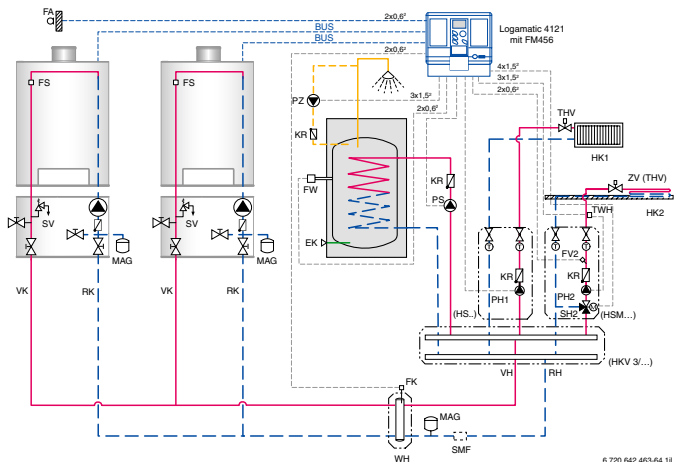 FA
2x0,6²
BUS
BUS
2x0,6²
Logamatic 4121
mit FM456
4x1,5²
3x1,5²
2x0,6²
FS
FS
PZ
3x1,5²
2x0,6²
THV
KR
HK1
KR
ZV (THV)
FW
PS
TWH
HK2
SV
SV
EK
FV2
MAG
MAG
KR
KR
VK
RK
VK
RK
PH1
PH2
SH2
(HS..)
(HSM...)
(HKV 3/...)
VH
RH
FK
MAG
SMF
WH
6 720 642 463-64.1il